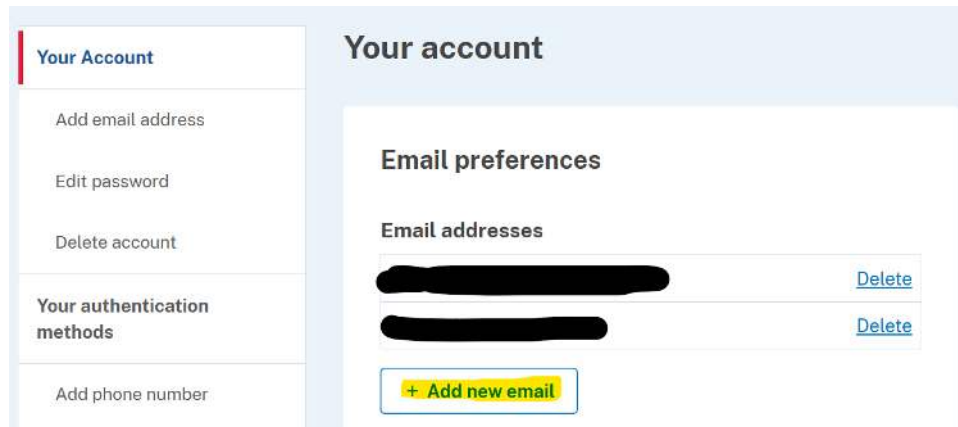 Your Account
Add email address
Edit password
Delete account
Your authentication
methods
Add phone number
Your account
Email preferences
Email addresses
Delete
Delete
+ Add new email